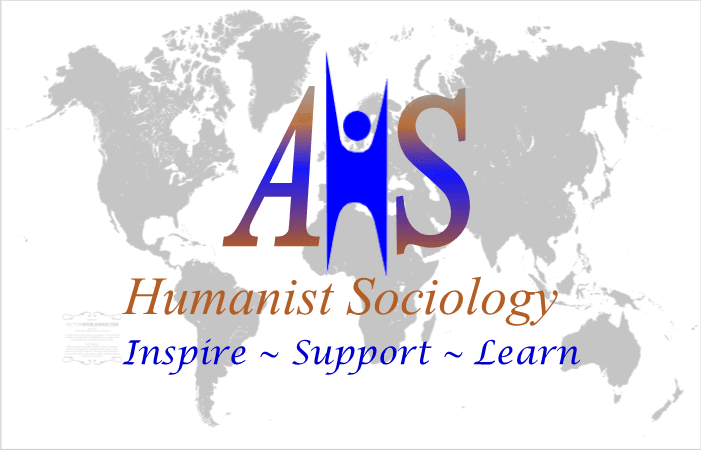 AHS
Humanist Sociology
Inspire ~ Support ~ Learn